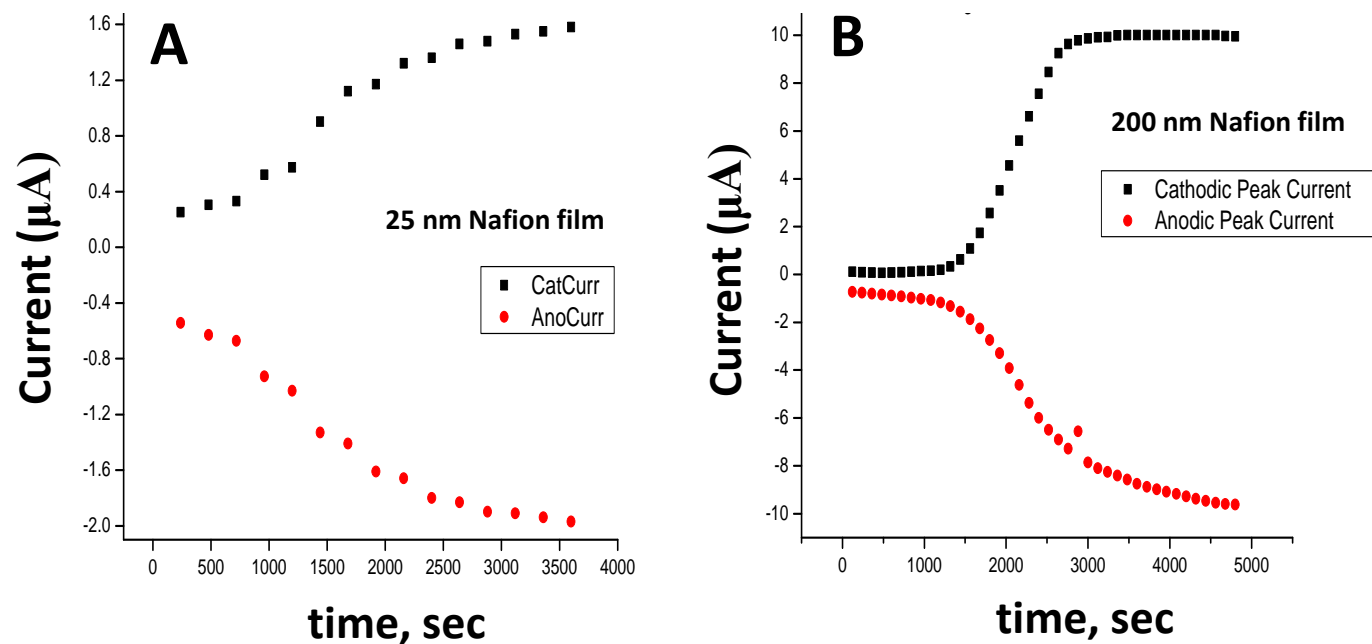 A
Current (µA)
1.6
1.2
0.8
0.4
0.0
-0.4
-0.8
-1.2
-1.6
-2.0
25 nm Nafion film
CatCurr
AnoCurr
0 500 1000 1500 2000 2500 3000 3500 4000
time, sec
B
Current (µA)
10
8
6
4
2
0
-2
-4
-6
-8
-10
200 nm Nafion film
Cathodic Peak Current
Anodic Peak Current
0 1000 2000 3000 4000 5000
time, sec